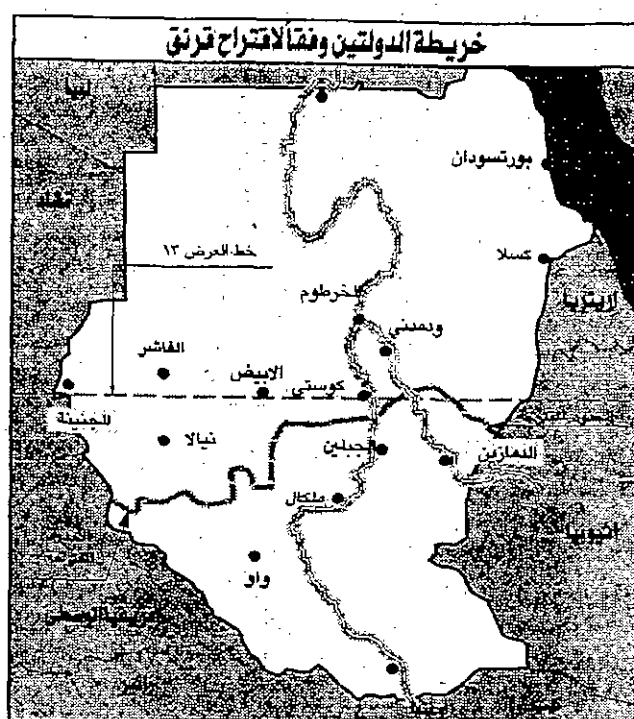 خريطة الدولتين وفقاً لاقتراح قرنق
ليبيا
بورتسودان
تشاد
خط العرض ١٣
كسلا
اريتريا
الخرطوم
ودمدني
الفاشر
الابيض
كوستي
الجنينة
نيالا
الجبلين
الدمازين
ملكال
اثيوبيا
واو